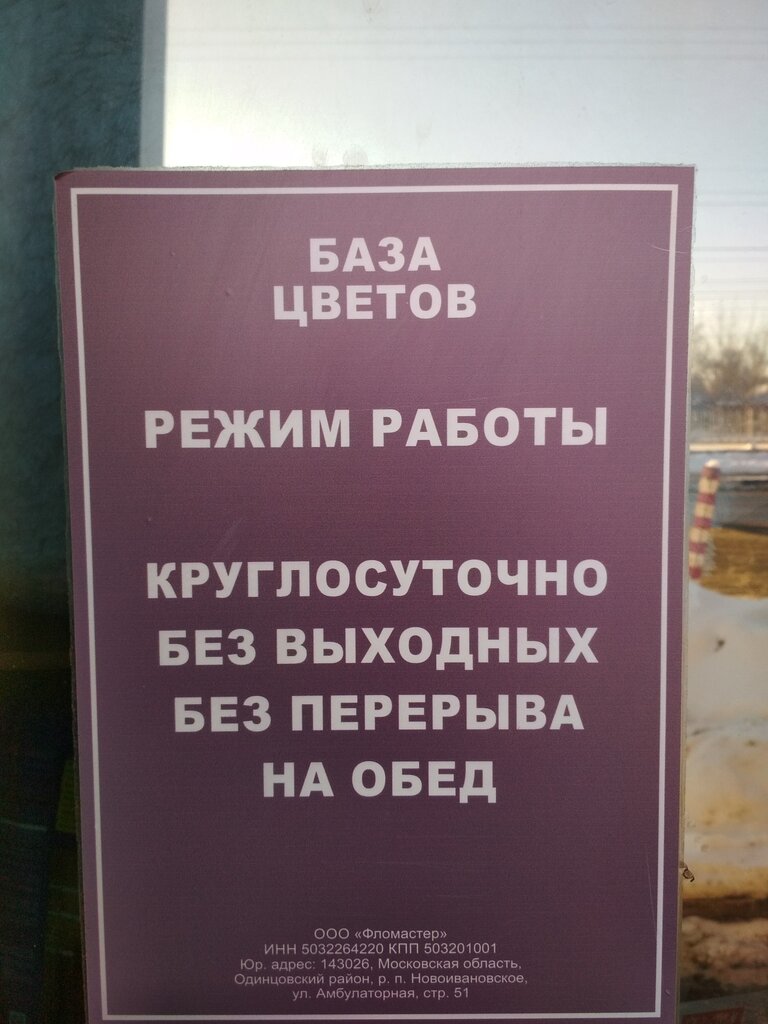 БАЗА
ЦВЕТОВ
РЕЖИМ РАБОТЫ
КРУГЛОСУТОЧНО
БЕЗ ВЫХОДНЫХ
БЕЗ ПЕРЕРЫВА
НА ОБЕД
ООО «Фломастер»
ИНН 5032264220 КПП 503201001
Юр. адрес: 143026, Московская область,
Одинцовский район, р. п. Новоивановское,
ул. Амбулаторная, стр. 51